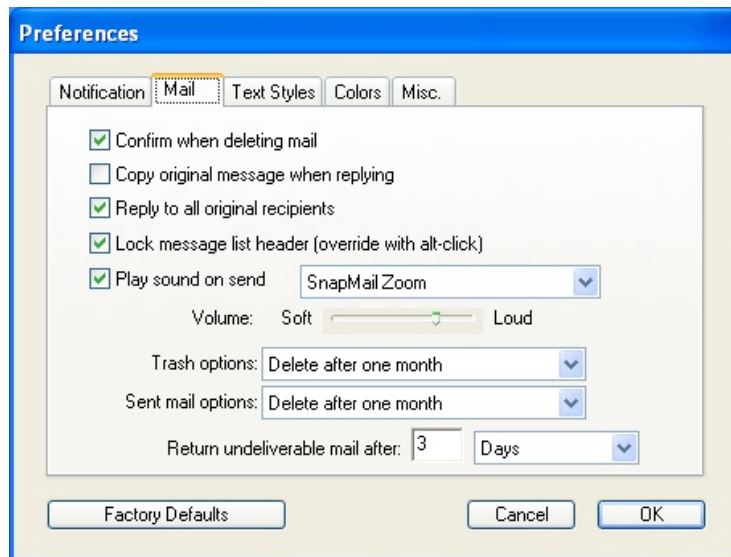 Preferences
Notification Mail Text Styles Colors Misc.
Confirm when deleting mail
Copy original message when replying
Reply to all original recipients
Lock message list header (override with alt-click)
Play sound on send SnapMail Zoom
Volume: Soft Loud
Trash options: Delete after one month
Sent mail options: Delete after one month
Return undeliverable mail after: 3 Days
Factory Defaults Cancel OK